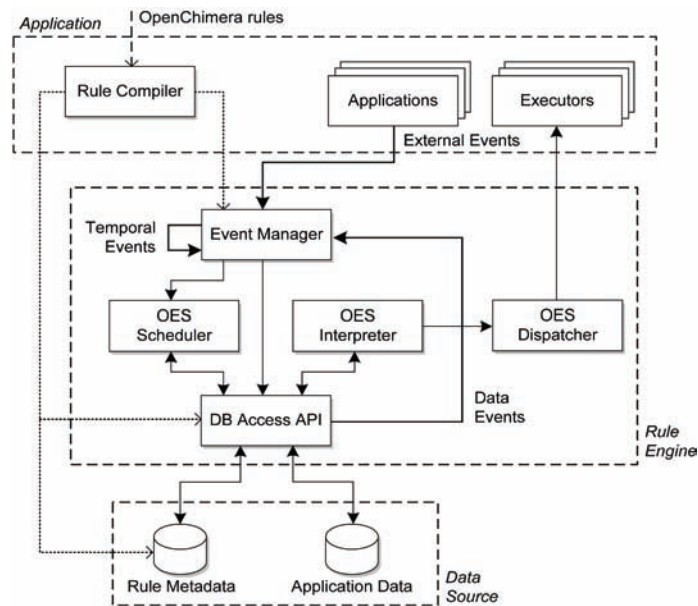 Application
OpenChimera rules
Rule Compiler
Applications
Executors
External Events
Temporal
Events
Event Manager
OES
Scheduler
OES
Interpreter
OES
Dispatcher
DB Access API
Data
Events
Rule
Engine
Rule Metadata
Application Data
Data
Source